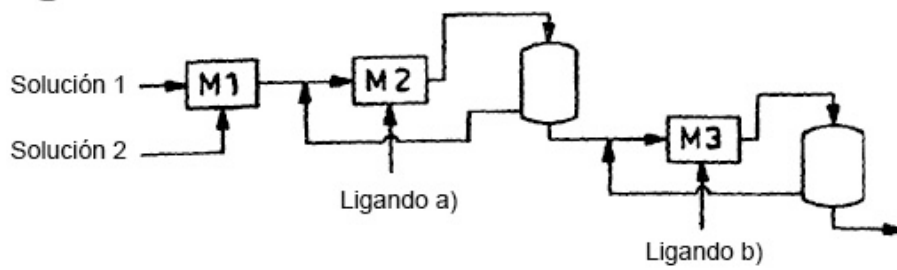 Solución 1
M1
M2
Solución 2
M3
Ligando a)
Ligando b)